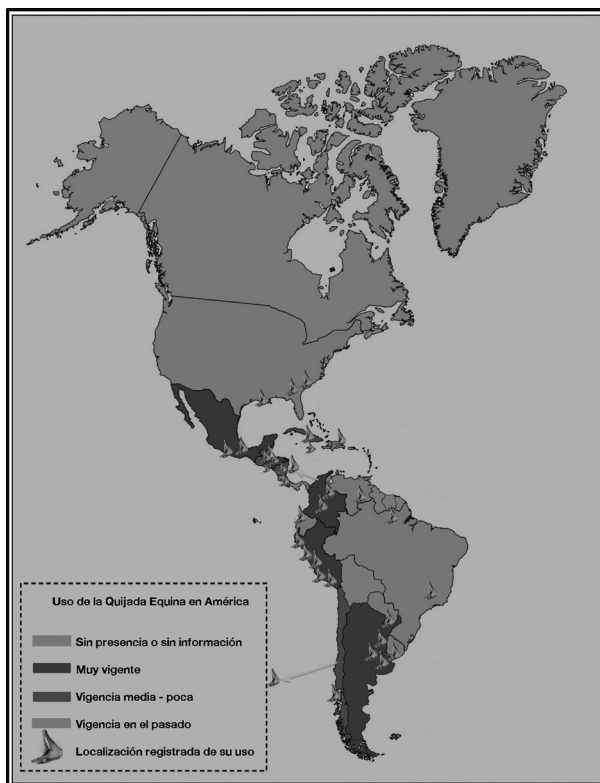 Uso de la Quijada Equina en América
Sin presencia o sin información
Muy vigente
Vigencia media - poca
Vigencia en el pasado
Localización registrada de su uso